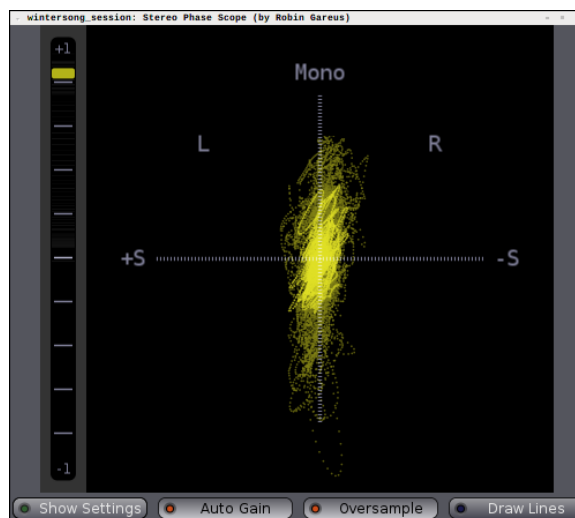 wintersong_session: Stereo Phase Scope (by Robin Gareus)
+1
Mono
L
R
+S
-S
-1
Show Settings
Auto Gain
Oversample
Draw Lines